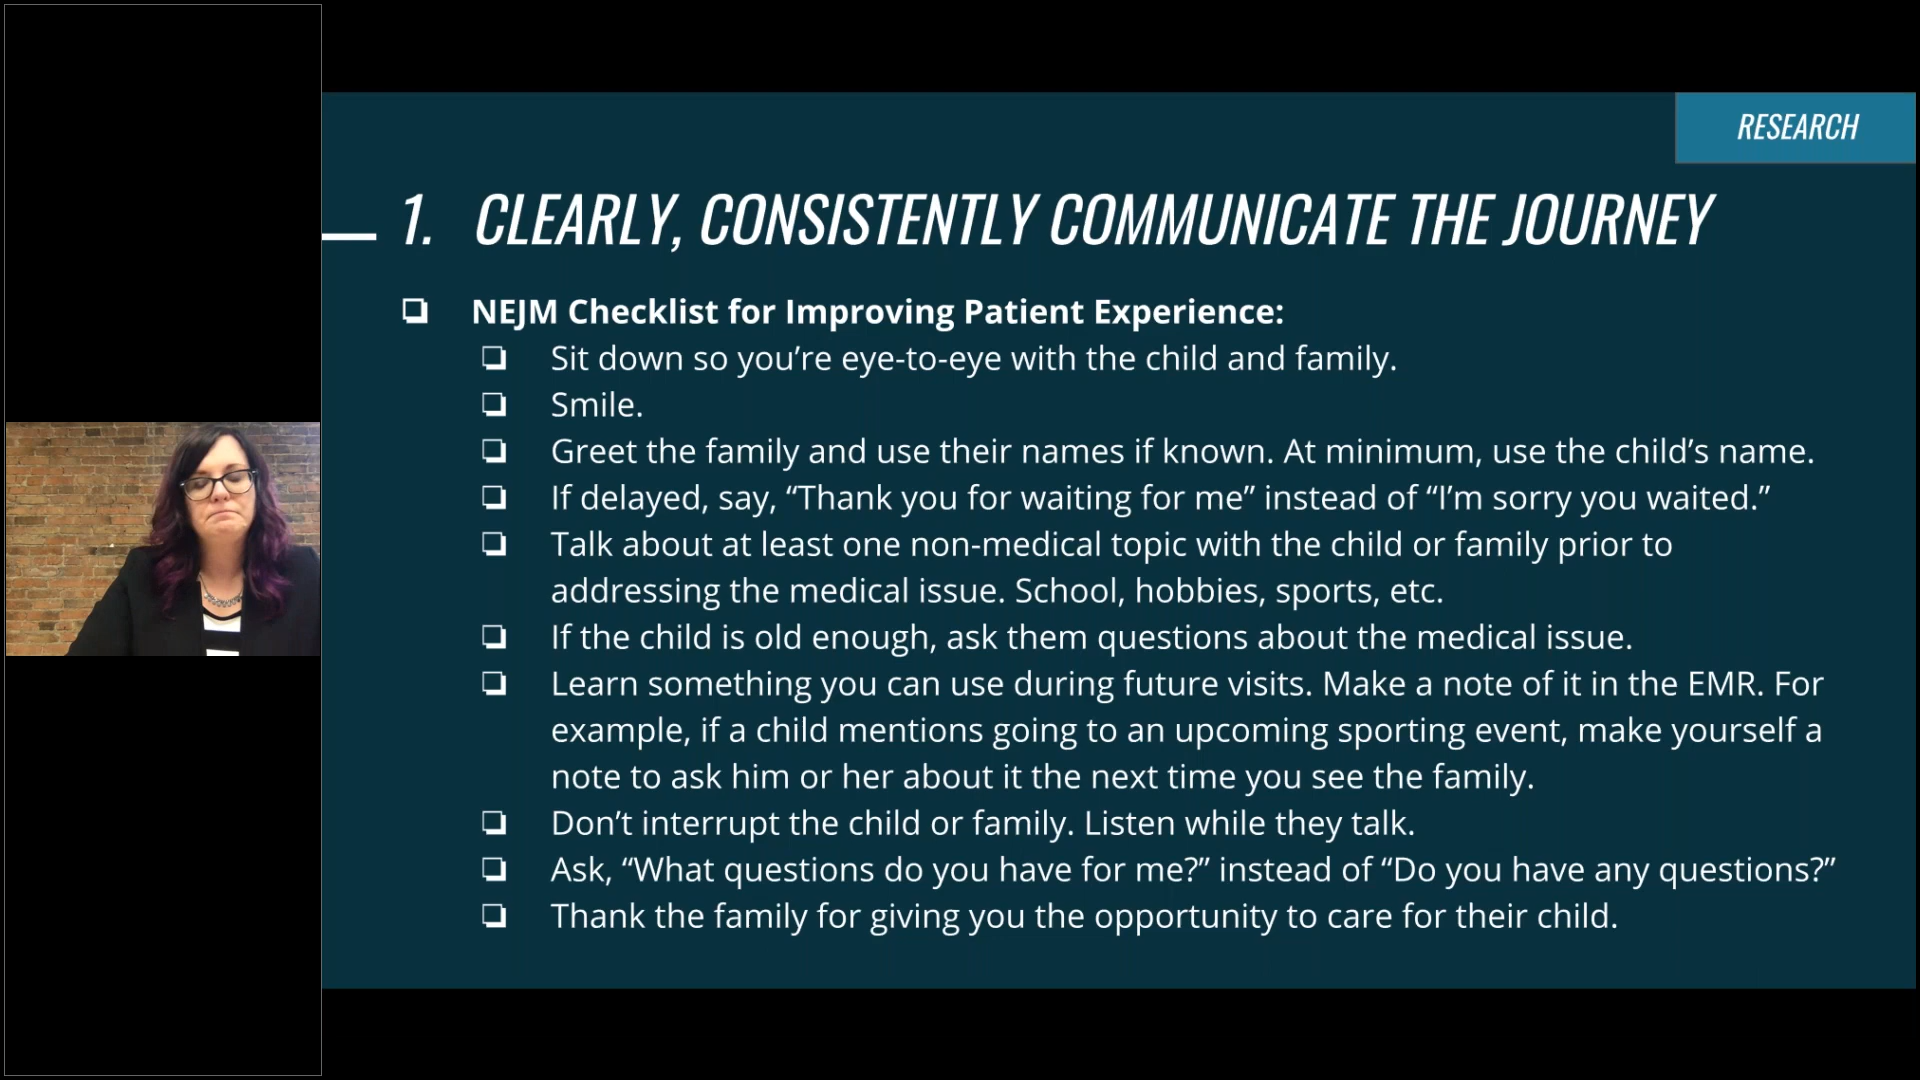 RESEARCH
1. CLEARLY, CONSISTENTLY COMMUNICATE THE JOURNEY
NEJM Checklist for Improving Patient Experience:
Sit down so you’re eye-to-eye with the child and family.
Smile.
Greet the family and use their names if known. At minimum, use the child’s name.
If delayed, say, “Thank you for waiting for me” instead of “I’m sorry you waited.”
Talk about at least one non-medical topic with the child or family prior to
addressing the medical issue. School, hobbies, sports, etc.
If the child is old enough, ask them questions about the medical issue.
Learn something you can use during future visits. Make a note of it in the EMR. For
example, if a child mentions going to an upcoming sporting event, make yourself a
note to ask him or her about it the next time you see the family.
Don’t interrupt the child or family. Listen while they talk.
Ask, “What questions do you have for me?” instead of “Do you have any questions?”
Thank the family for giving you the opportunity to care for their child.